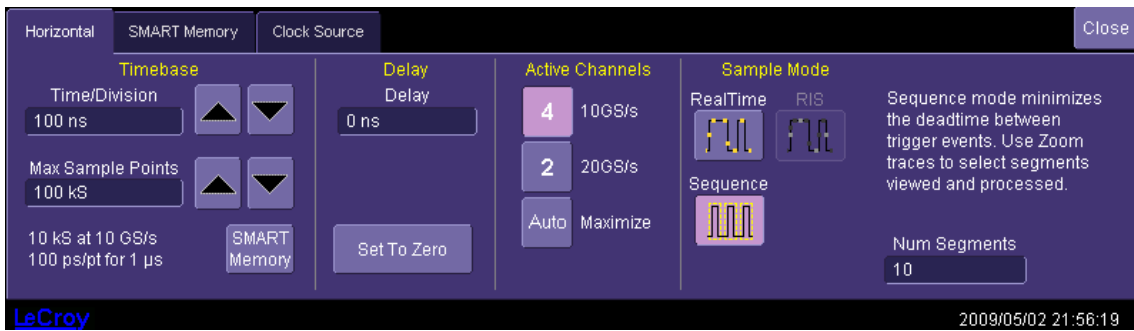 Horizontal
SMART Memory
Clock Source
Close
Timebase
Time/Division
100 ns
Max Sample Points
100 kS
10 kS at 10 GS/s
100 ps/pt for 1 µs
SMART
Memory
Delay
Delay
0 ns
Set To Zero
Active Channels
4 10GS/s
2 20GS/s
Auto Maximize
Sample Mode
RealTime
RIS
Sequence
Sequence mode minimizes
the deadtime between
trigger events. Use Zoom
traces to select segments
viewed and processed.
Num Segments
10
LeCroy
2009/05/02 21:56:19